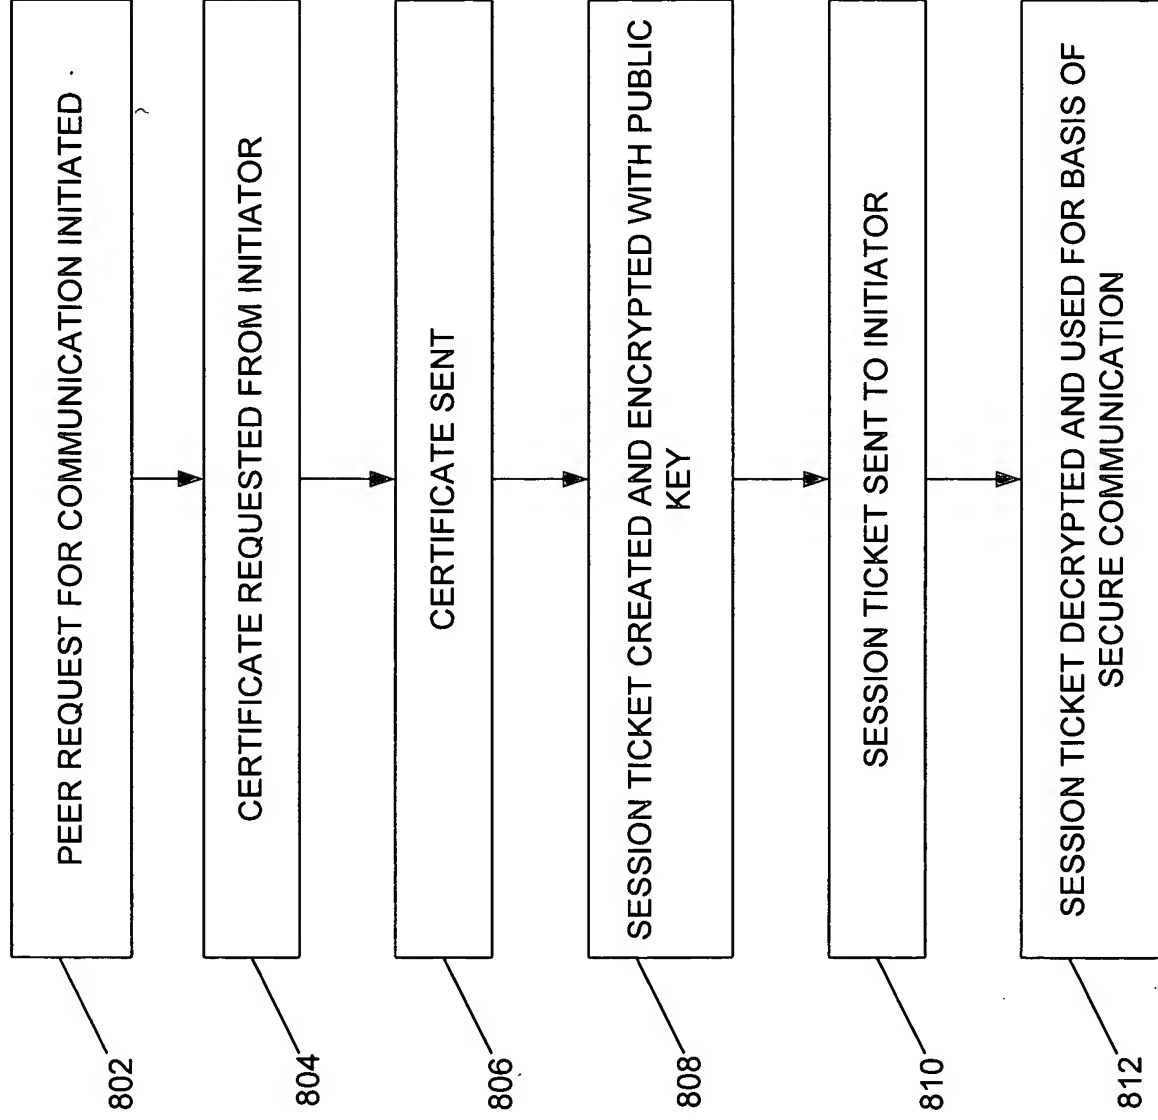 PEER REQUEST FOR COMMUNICATION INITIATED
802
CERTIFICATE REQUESTED FROM INITIATOR
804
CERTIFICATE SENT
806
SESSION TICKET CREATED AND ENCRYPTED WITH PUBLIC
KEY
808
SESSION TICKET SENT TO INITIATOR
810
SESSION TICKET DECRYPTED AND USED FOR BASIS OF
SECURE COMMUNICATION
812